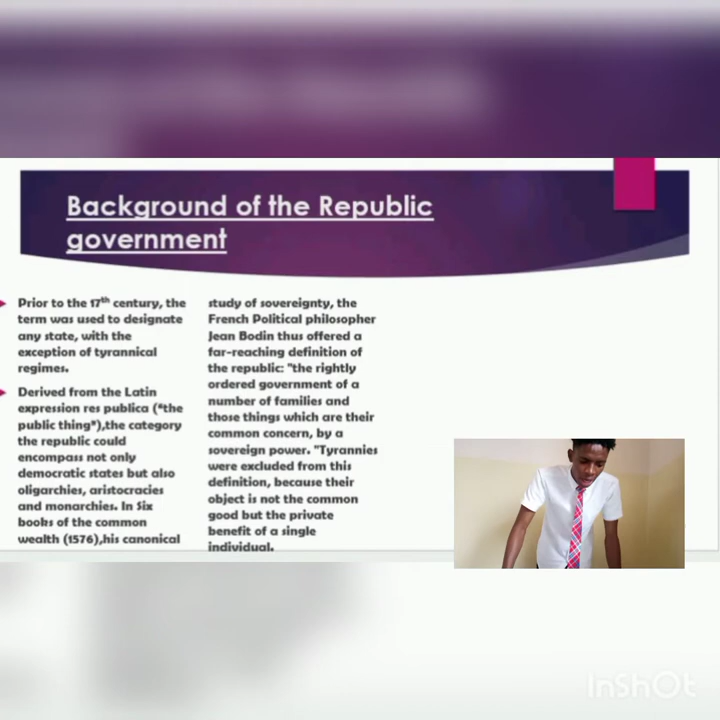 Background of the Republic
government
Prior to the 17th century, the
term was used to designate
any state, with the
exception of tyrannical
regimes.
Derived from the Latin
expression res publica ("the
public thing"),the category
the republic could
encompass not only
democratic states but also
oligarchies, aristocracies
and monarchies. In Six
books of the common
wealth (1576),his canonical
study of sovereignty, the
French Political philosopher
Jean Bodin thus offered a
far-reaching definition of
the republic: "the rightly
ordered government of a
number of families and
those things which are their
common concern, by a
sovereign power. "Tyrannies
were excluded from this
definition, because their
object is not the common
good but the private
benefit of a single
individual.
InShOt